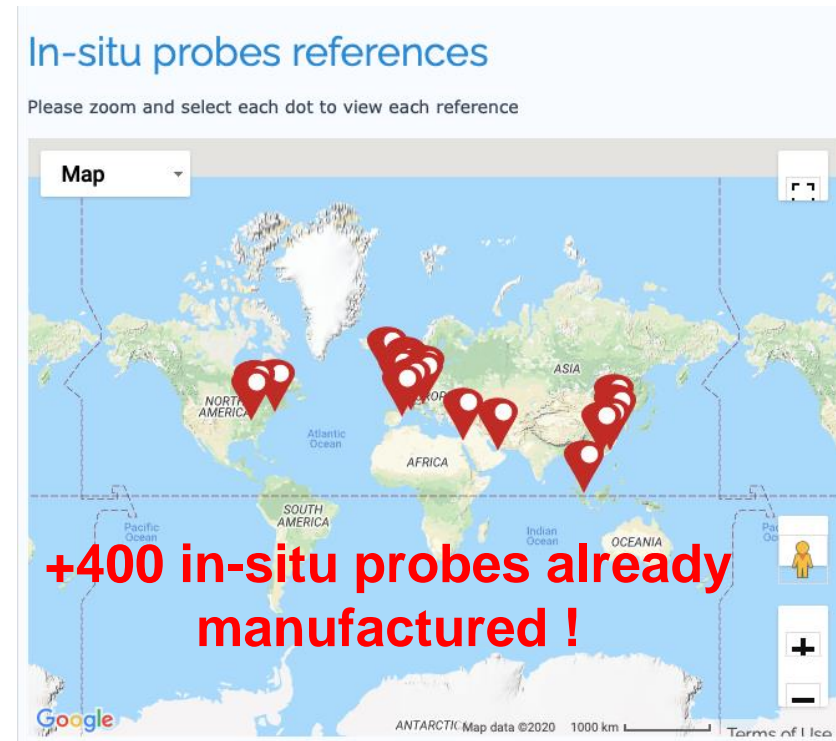 In-situ probes references
Please zoom and select each dot to view each reference
Map
ASIA
NORTH
AMERICA
Atlantic
Ocean
AFRICA
SOUTH
AMERICA
Pacific
Ocean
Indian
Ocean
OCEANIA
+400 in-situ probes already
manufactured !
Google
ANTARCTIC
Map data ©2020
1000 km
Terms of Use